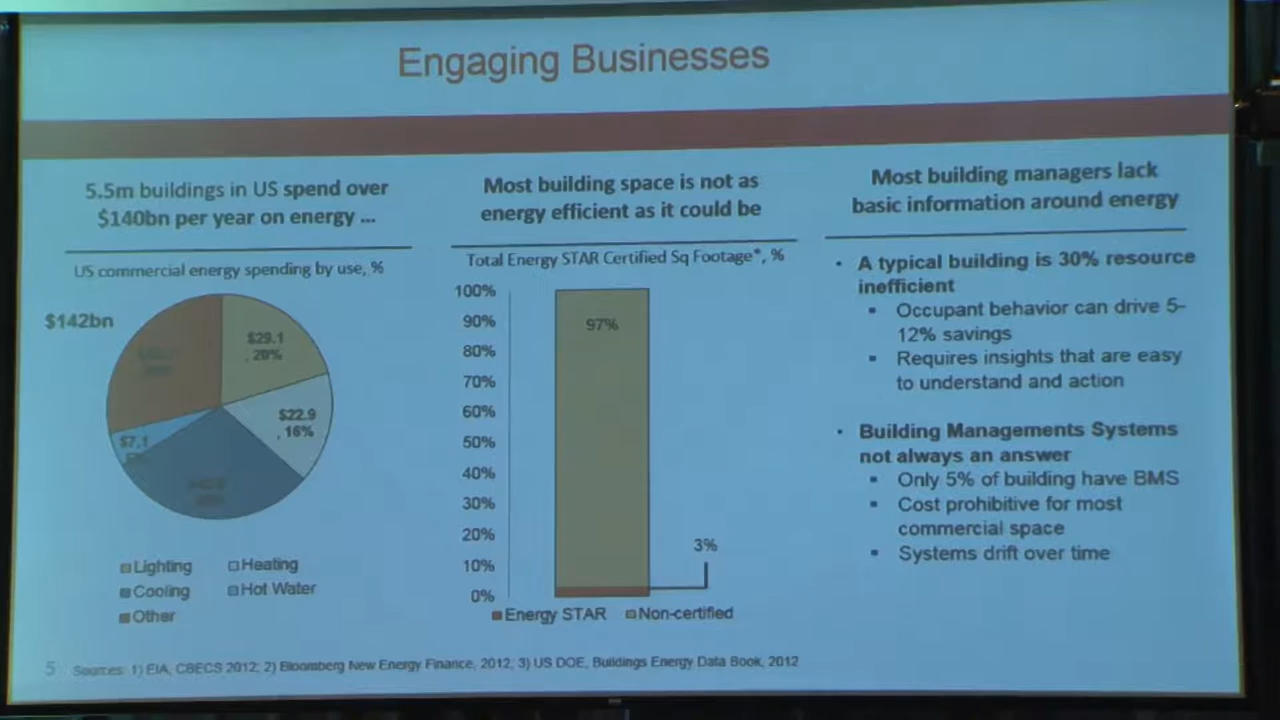 Engaging Businesses
5.5m buildings in US spend over
$140bn per year on energy ...
US commercial energy spending by use, %
$142bn
$29.1
, 20%
$22.9
, 16%
$7.1
Lighting
Heating
Cooling
Hot Water
Other
Most building space is not as
energy efficient as it could be
Total Energy STAR Certified Sq Footage*, %
100%
90%
80%
70%
60%
50%
40%
30%
20%
10%
0%
97%
3%
Energy STAR
Non-certified
Most building managers lack
basic information around energy
• A typical building is 30% resource
inefficient
▪ Occupant behavior can drive 5-
12% savings
▪ Requires insights that are easy
to understand and action
• Building Managements Systems
not always an answer
▪ Only 5% of building have BMS
▪ Cost prohibitive for most
commercial space
▪ Systems drift over time
5
Sources: 1) EIA, CBECS 2012; 2) Bloomberg New Energy Finance, 2012; 3) US DOE, Buildings Energy Data Book, 2012